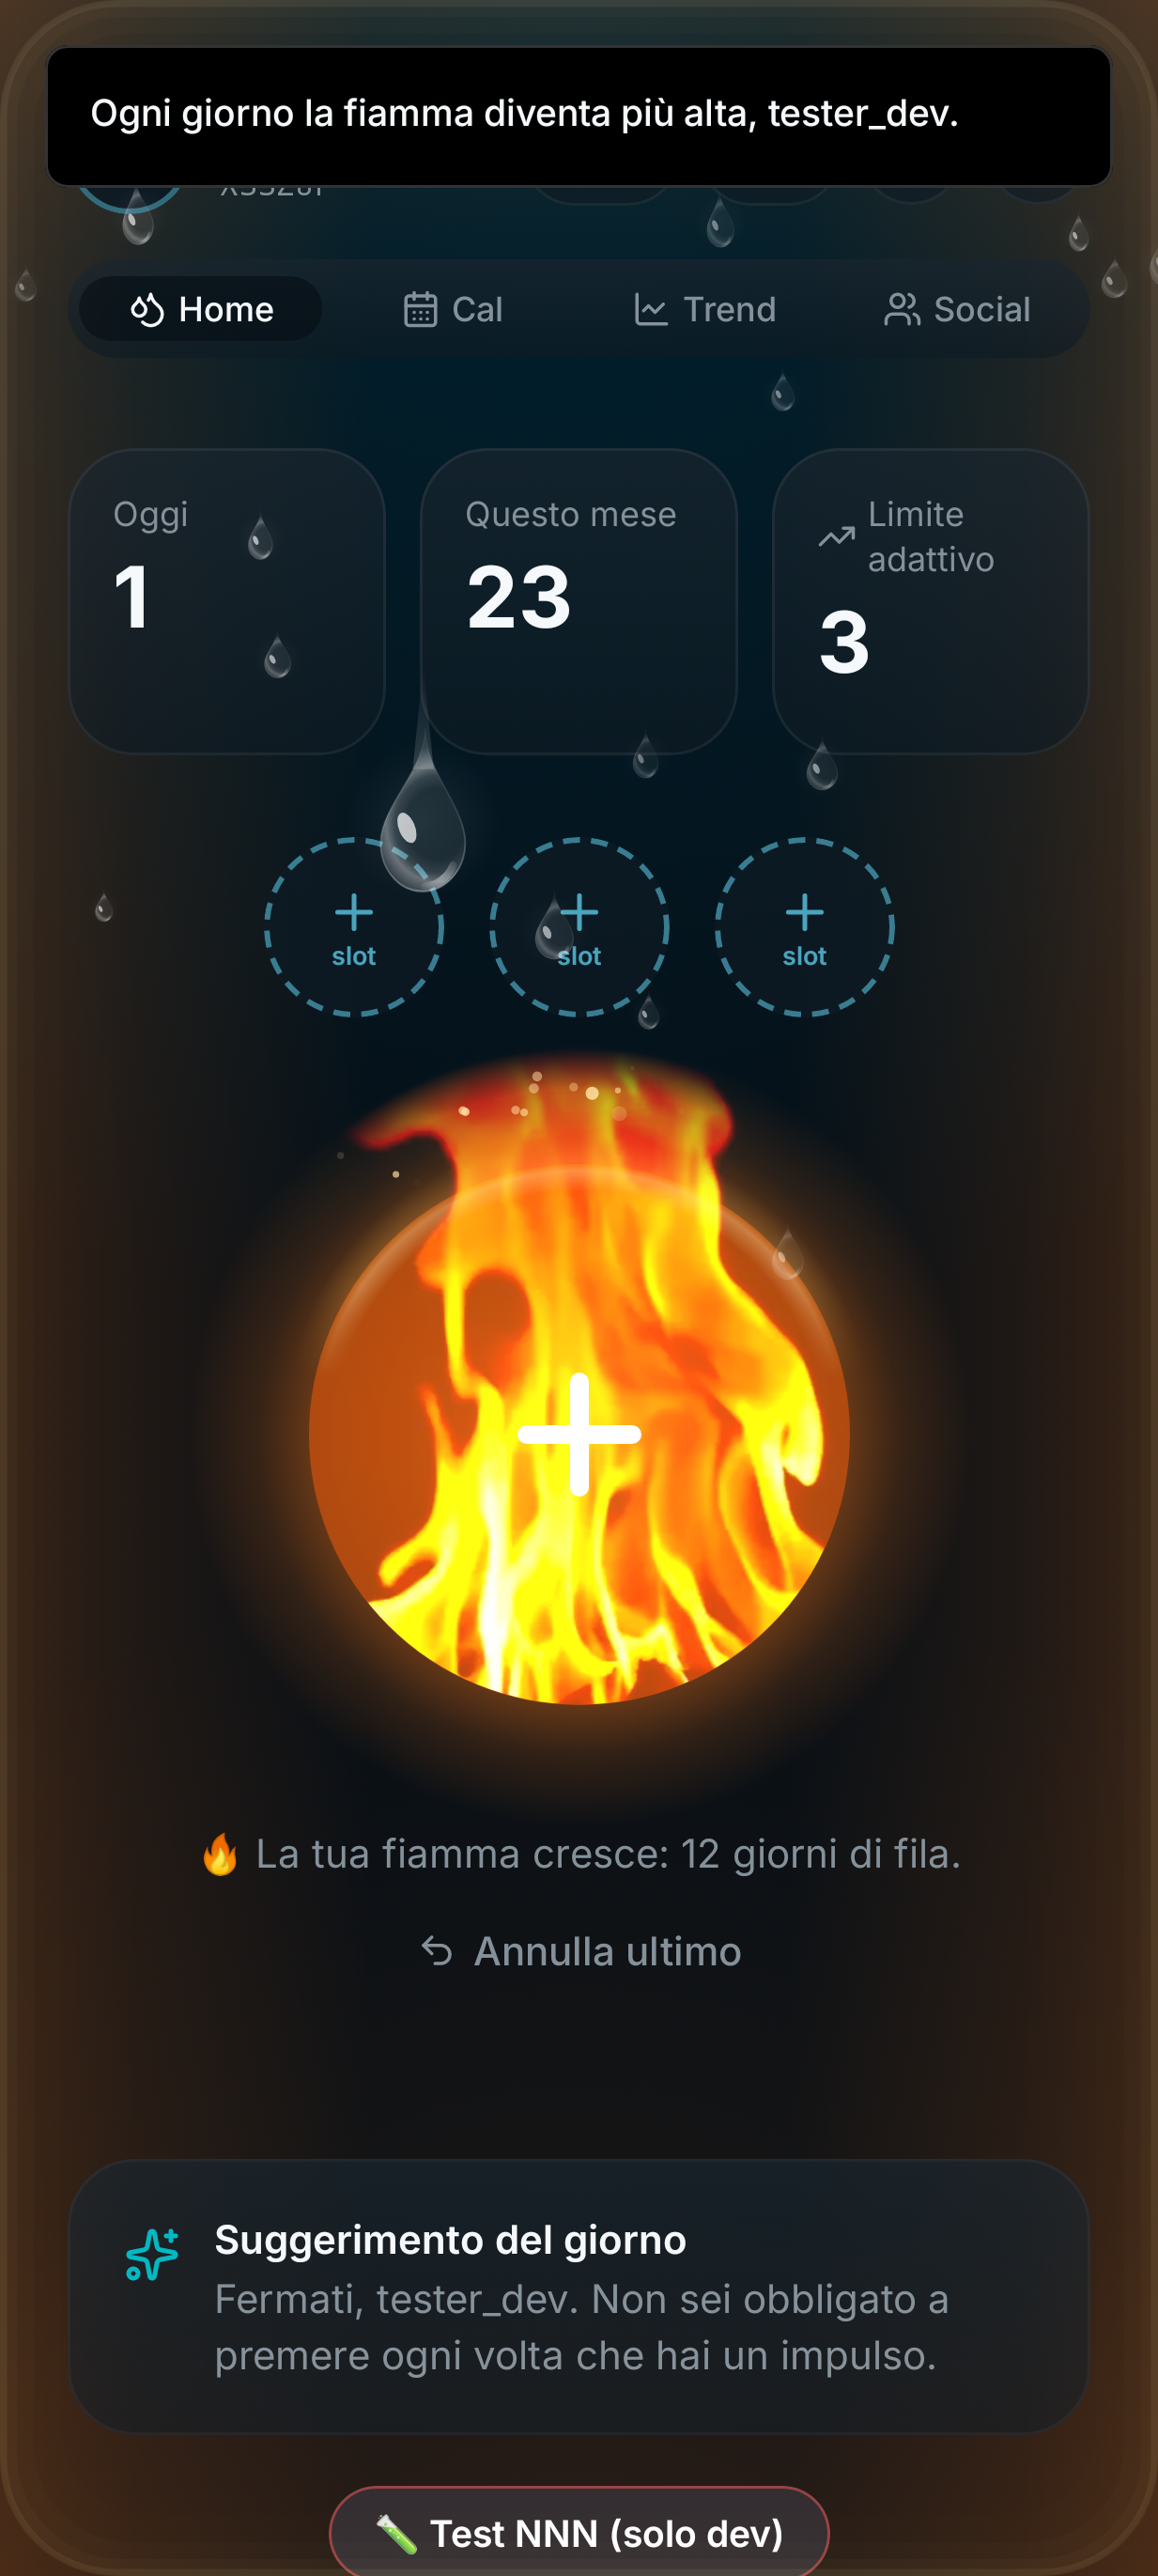 Ogni giorno la fiamma diventa più alta, tester_dev.
Home
Cal
Trend
Social
Oggi
1
Questo mese
23
Limite
adattivo
3
slot
slot
slot
🔥 La tua fiamma cresce: 12 giorni di fila.
Annulla ultimo
Suggerimento del giorno
Fermati, tester_dev. Non sei obbligato a
premere ogni volta che hai un impulso.
Test NNN (solo dev)